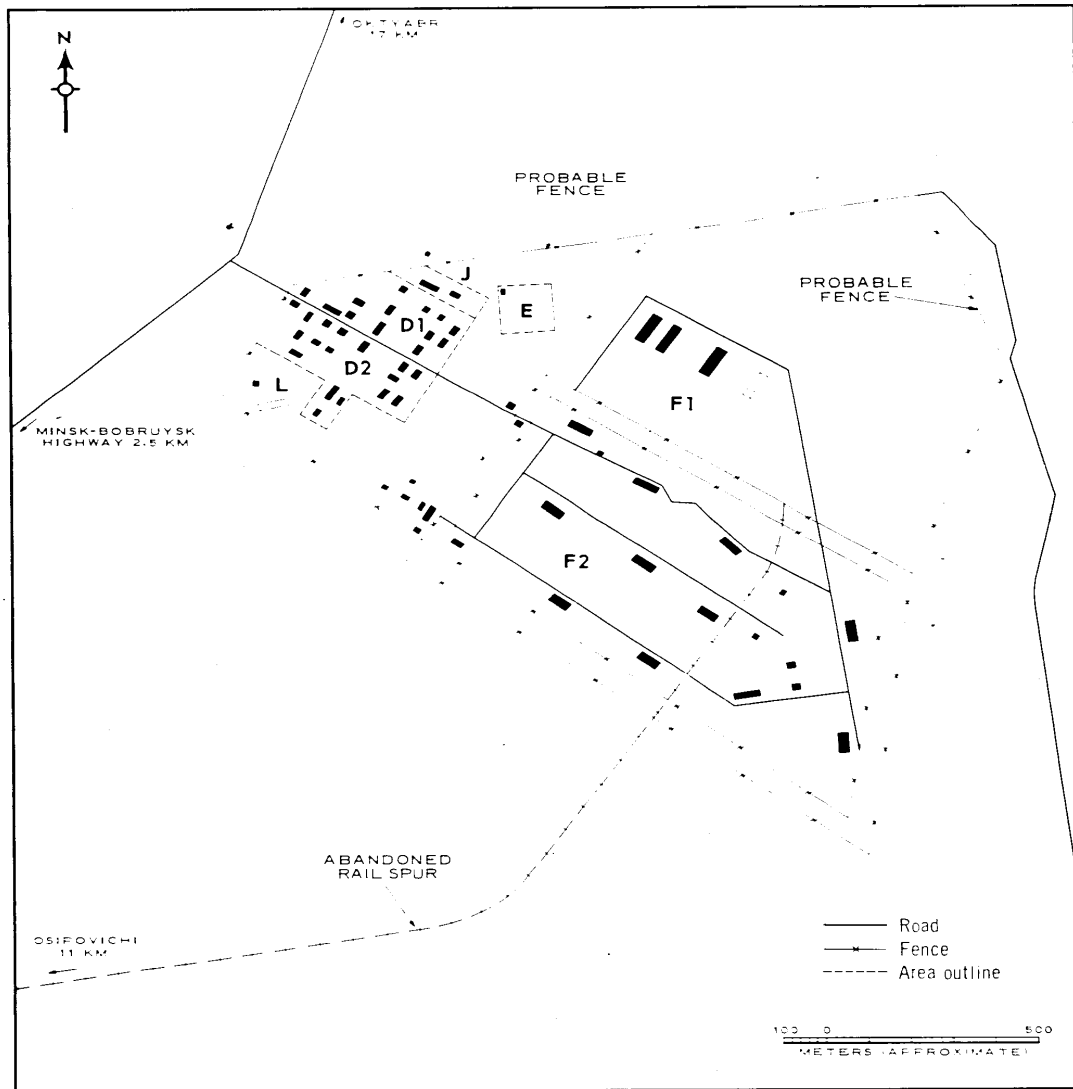 OKTYABR
17 KM
N
PROBABLE
FENCE
PROBABLE
FENCE
J
E
D1
D2
L
F1
MINSK-BOBRUYSK
HIGHWAY 2.5 KM
F2
ABANDONED
RAIL SPUR
OSIPOVICHI
11 KM
Road
Fence
Area outline
100 0 500
METERS (APPROXIMATE)